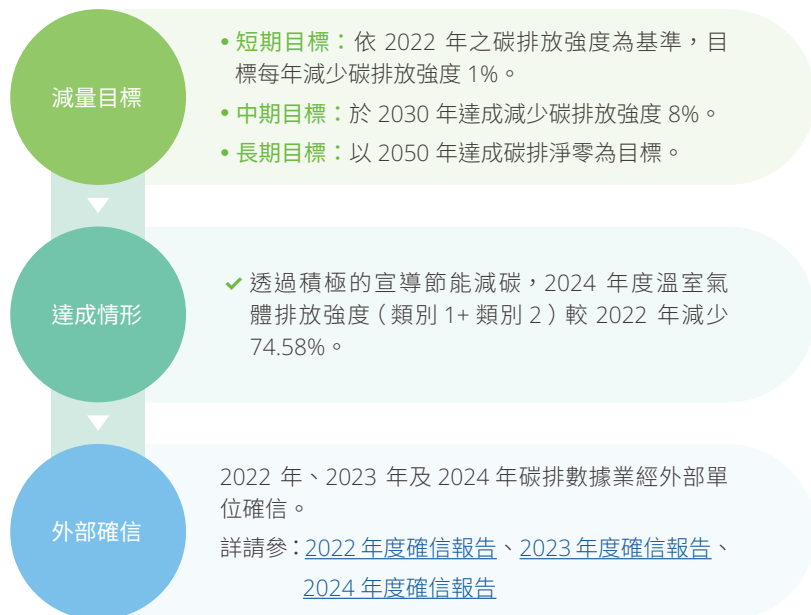 減量目標
• 短期目標：依 2022 年之碳排放強度為基準，目
標每年減少碳排放強度 1%。
• 中期目標：於 2030 年達成減少碳排放強度 8%。
• 長期目標：以 2050 年達成碳排淨零為目標。
達成情形
✓ 透過積極的宣導節能減碳，2024 年度溫室氣
體排放強度（類別 1+ 類別 2）較 2022 年減少
74.58%。
外部確信
2022 年、2023 年及 2024 年碳排數據業經外部單
位確信。
詳請參：2022 年度確信報告、2023 年度確信報告、
2024 年度確信報告